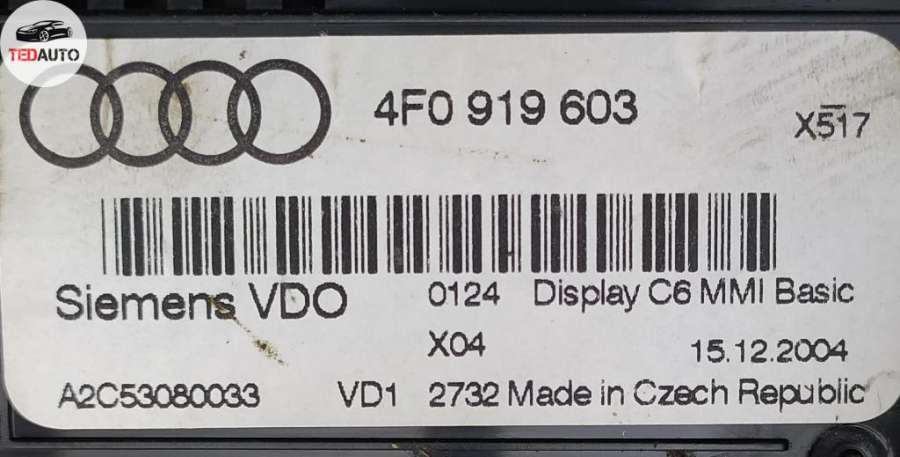 TEDAUTO
4F0 919 603
X517
Siemens VDO
0124 Display C6 MMI Basic
X04 15.12.2004
A2C53080033 VD1 2732 Made in Czech Republic